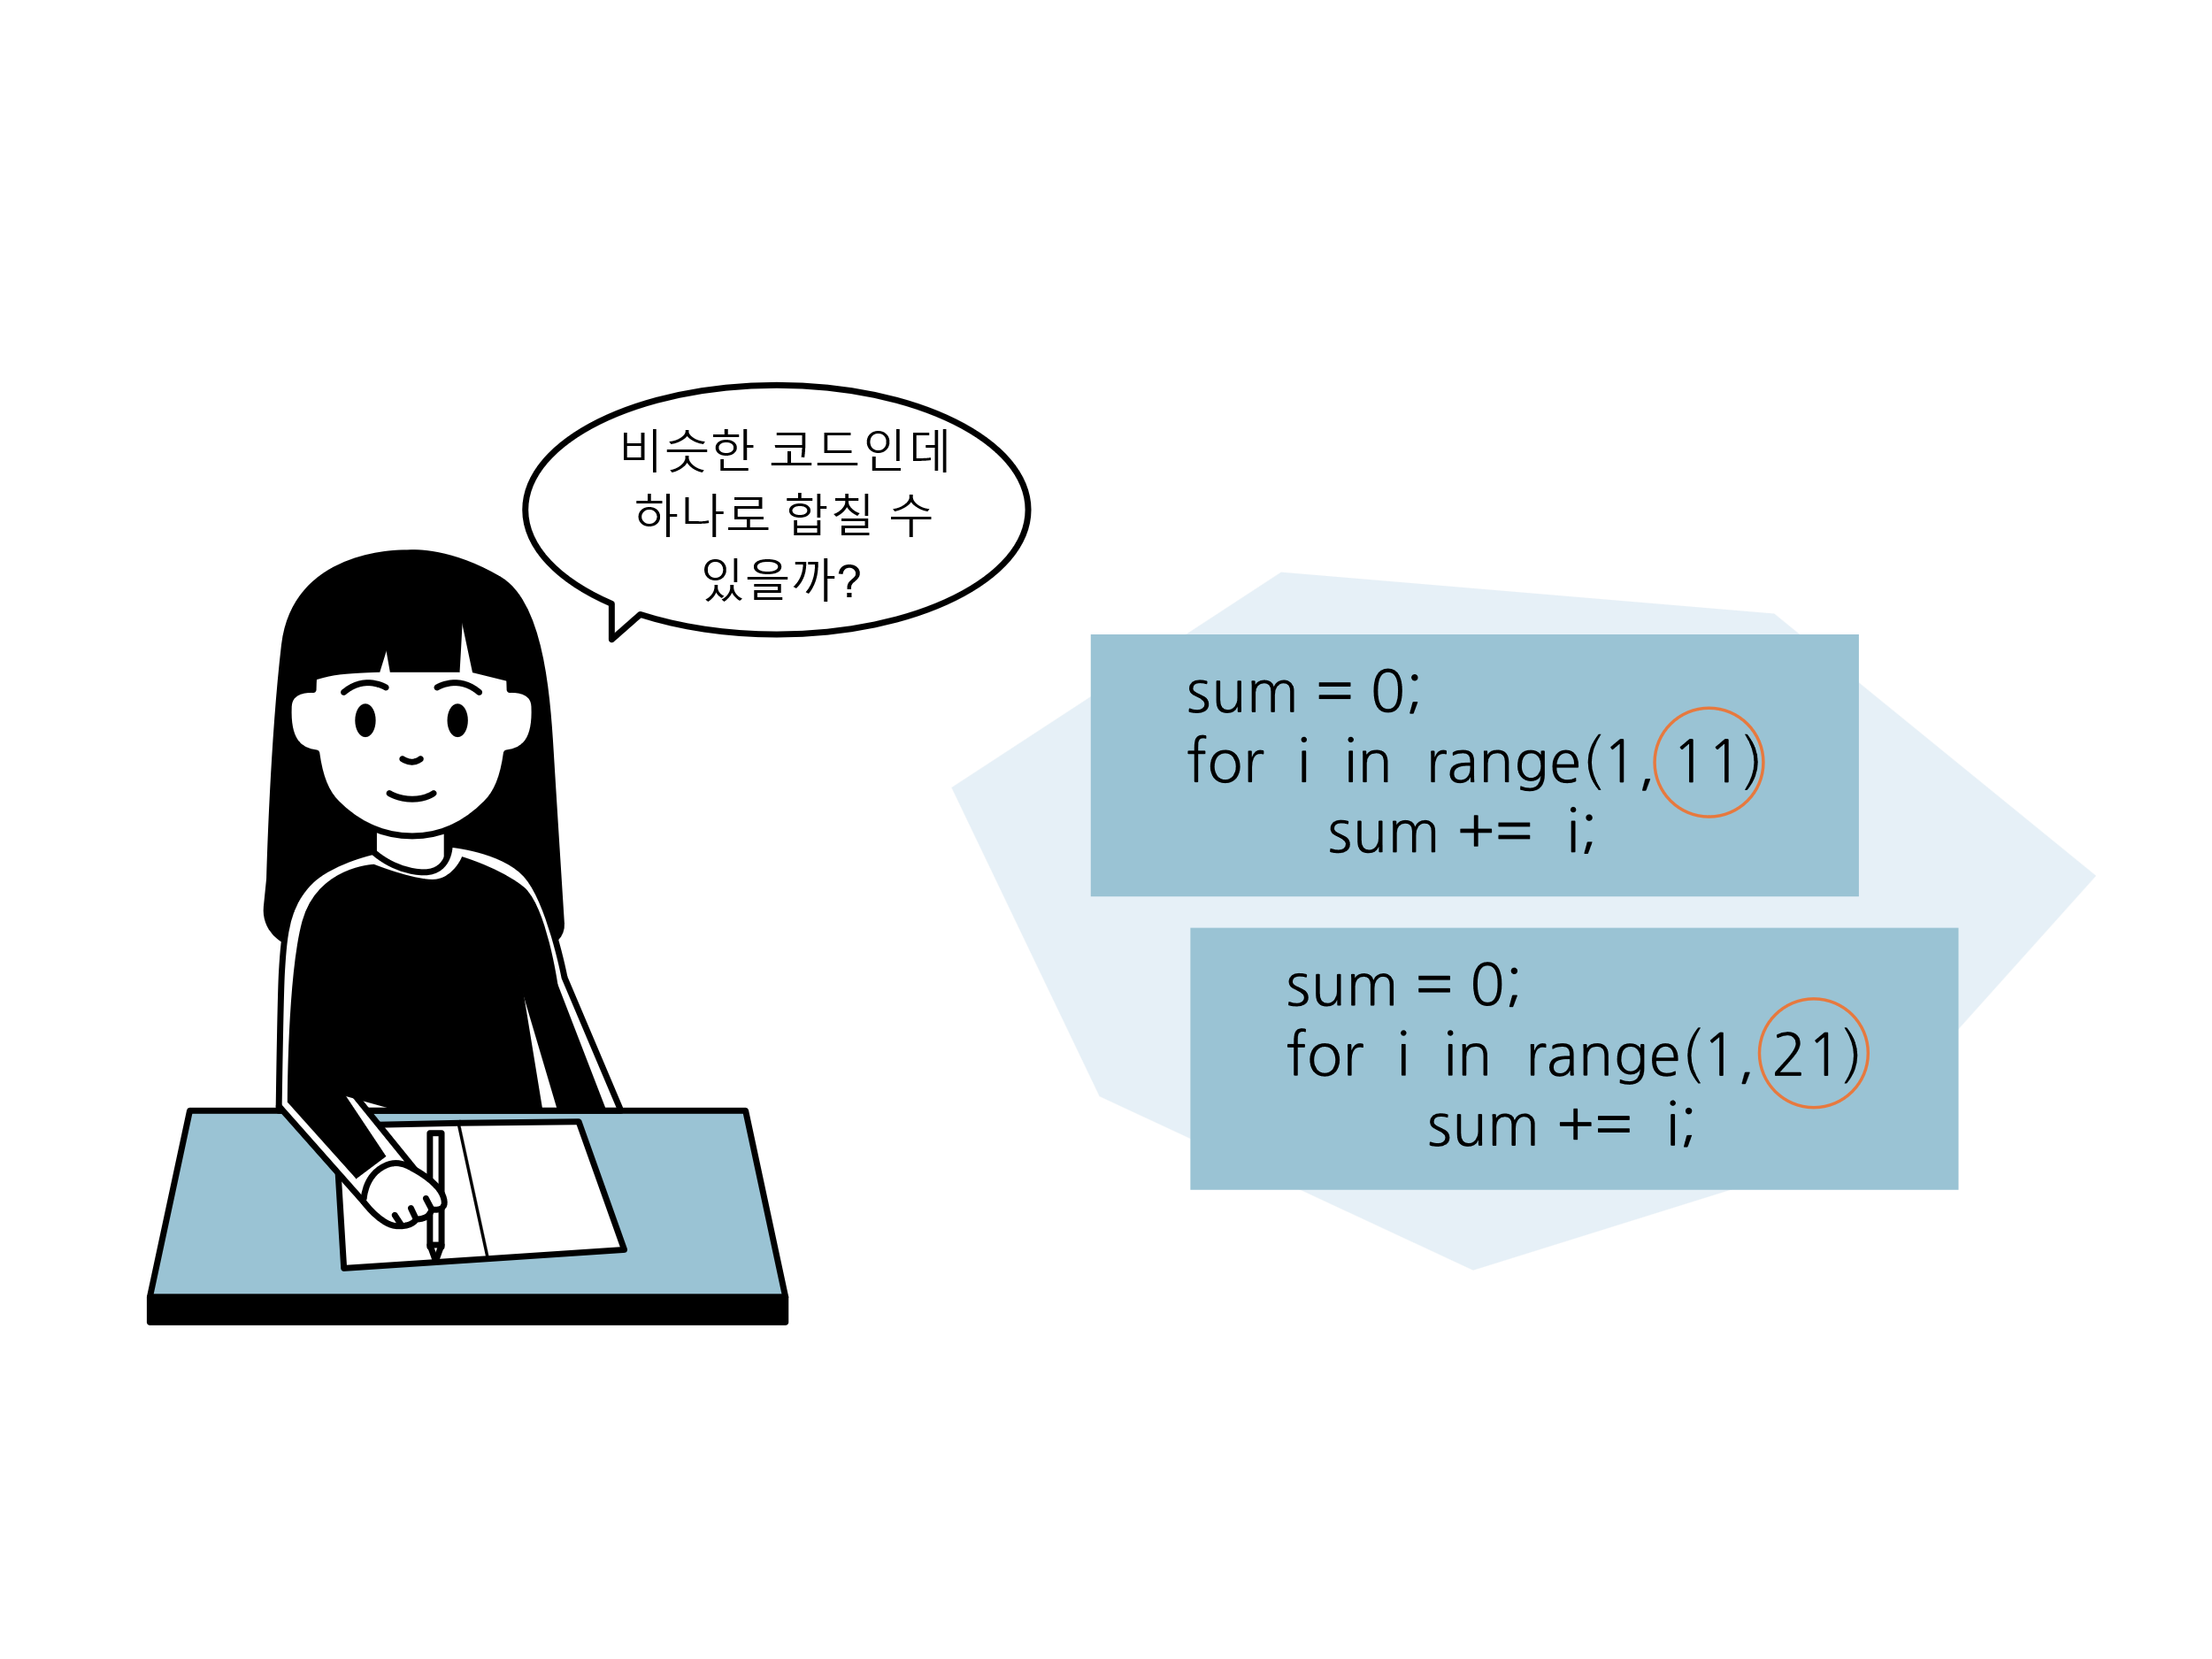 비슷한 코드인데
하나로 합칠 수
있을까?
sum = 0;
for i in range(1, 11)
sum += i;
sum = 0;
for i in range(1, 21)
sum += i;